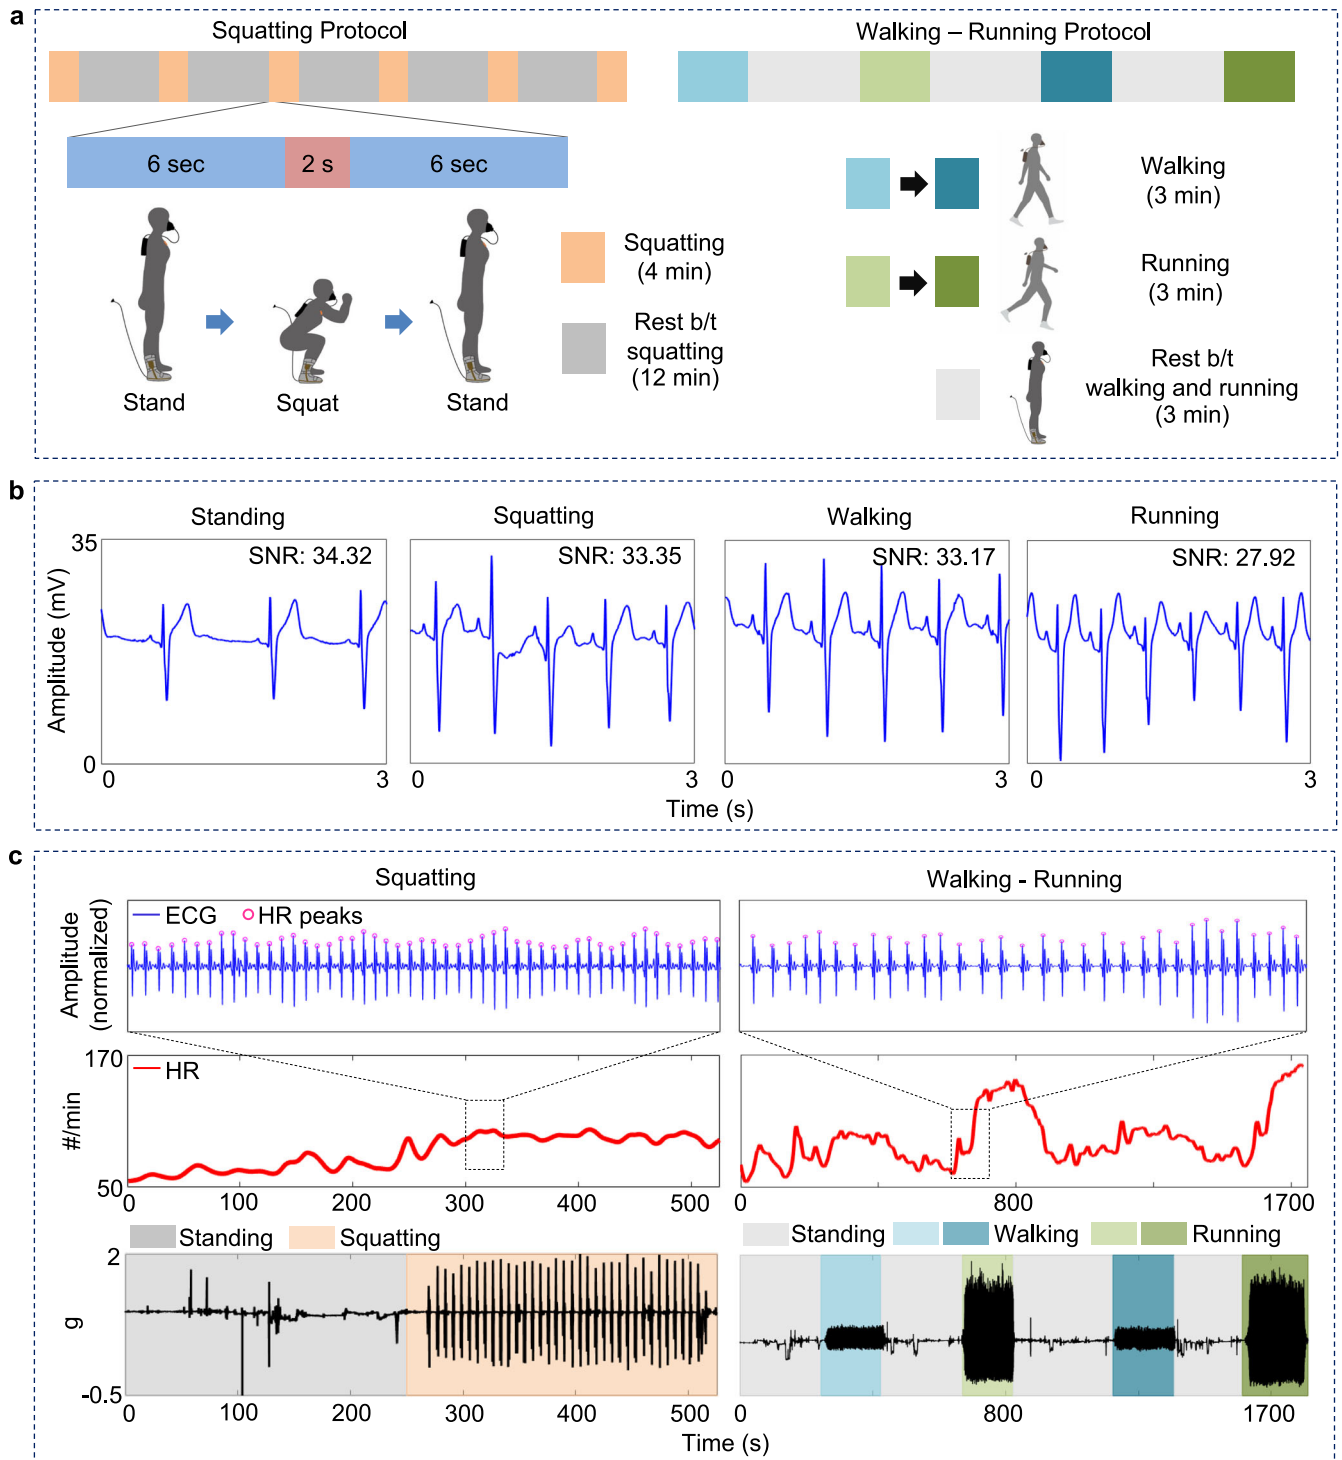 a
Squatting Protocol
Walking – Running Protocol
6 sec
2 s
6 sec
Stand
Squat
Stand
Squatting
(4 min)
Rest b/t
squatting
(12 min)
Walking
(3 min)
Running
(3 min)
Rest b/t
walking and running
(3 min)
b
Standing
Squatting
Walking
Running
SNR: 34.32
SNR: 33.35
SNR: 33.17
SNR: 27.92
Amplitude (mV)
35
0
0
3
0
3
0
3
0
3
Time (s)
c
Squatting
Walking - Running
Amplitude
(normalized)
ECG
HR peaks
#/min
170
50
HR
0
100
200
300
400
500
0
800
1700
Standing
Squatting
Standing
Walking
Running
g
2
-0.5
0
100
200
300
400
500
0
800
1700
Time (s)